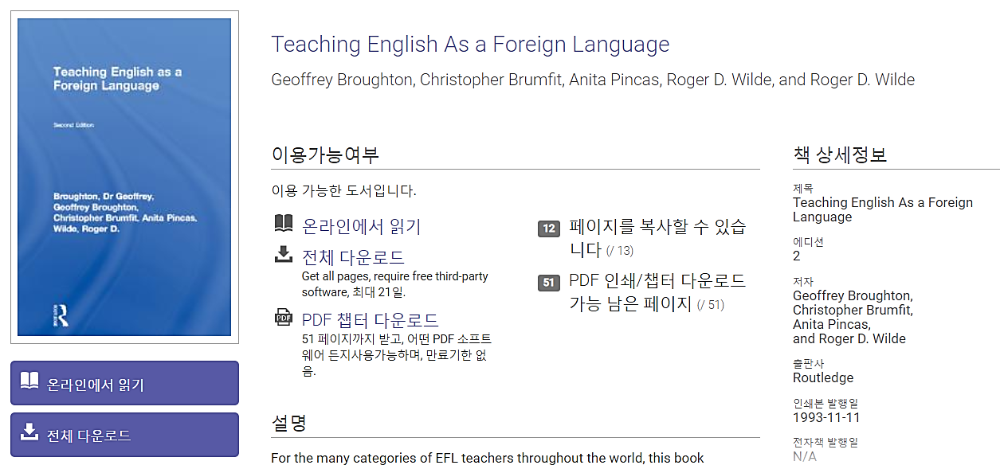 Teaching English as a
Foreign Language
Second Edition
Broughton, Dr Geoffrey,
Geoffrey Broughton,
Christopher Brumfit, Anita Pincas,
Wilde, Roger D.
온라인에서 읽기
전체 다운로드
Teaching English As a Foreign Language
Geoffrey Broughton, Christopher Brumfit, Anita Pincas, Roger D. Wilde, and Roger D. Wilde
이용가능여부
이용 가능한 도서입니다.
온라인에서 읽기
전체 다운로드
Get all pages, require free third-party
software, 최대 21일.
PDF
PDF 챕터 다운로드
51 페이지까지 받고, 어떤 PDF 소프트
웨어 든지사용가능하며, 만료기한 없
음.
12 페이지를 복사할 수 있습
니다 (/ 13)
51 PDF 인쇄/챕터 다운로드
가능 남은 페이지 (/ 51)
설명
For the many categories of EFL teachers throughout the world, this book
책 상세정보
제목
Teaching English As a Foreign
Language
에디션
2
저자
Geoffrey Broughton,
Christopher Brumfit,
Anita Pincas,
and Roger D. Wilde
출판사
Routledge
인쇄본 발행일
1993-11-11
전자책 발행일
N/A